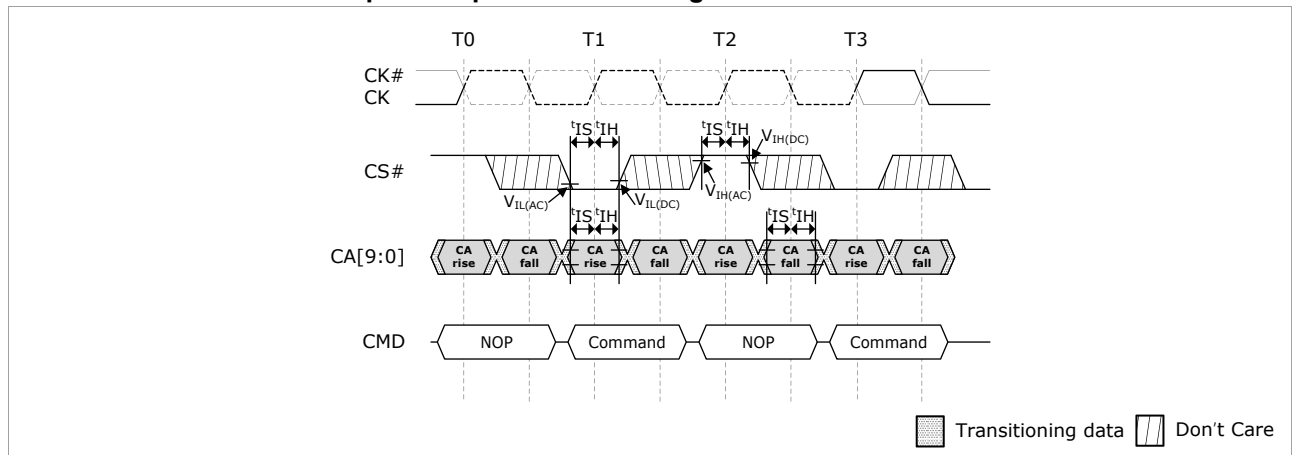 T0 T1 T2 T3
CK#
CK
tIS tIH tIS tIH VIH(DC)
CS#
VIL(AC) VIL(DC) VIH(AC)
tIS tIH tIS tIH
CA[9:0] CA rise CA fall CA rise CA fall CA rise CA fall CA rise CA fall
CMD NOP Command NOP Command
Transitioning data Don't Care